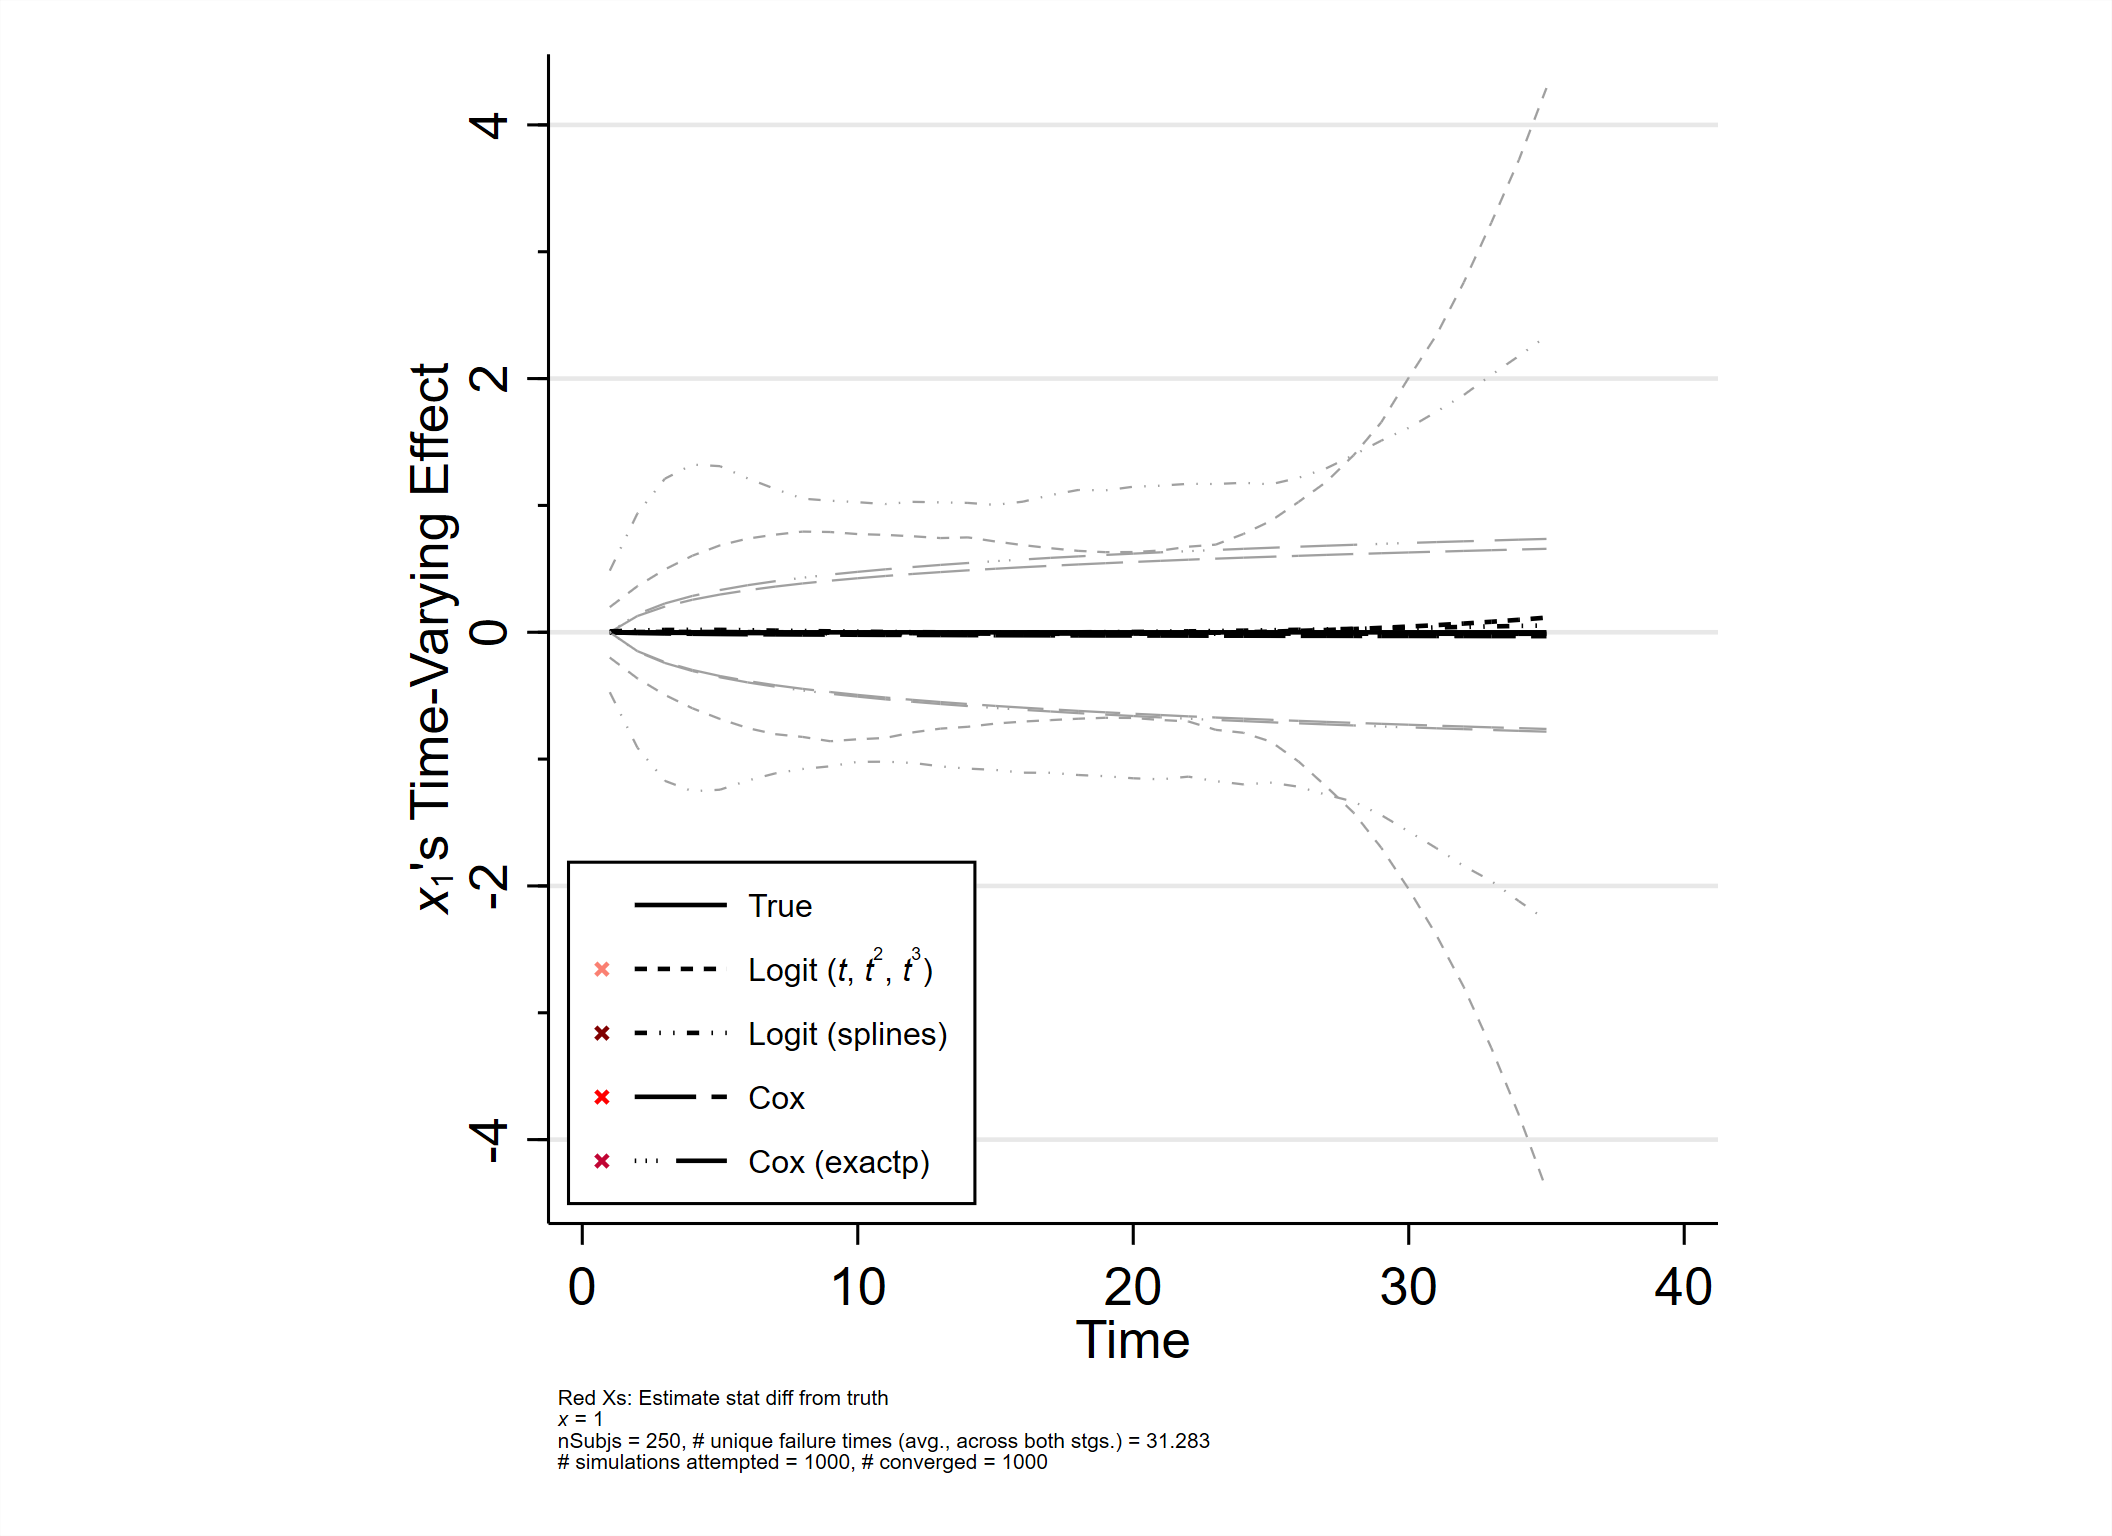 x₁'s Time-Varying Effect
4
2
0
-2
-4
True
Logit (t, t², t³)
Logit (splines)
Cox
Cox (exactp)
0 10 20 30 40
Time
Red Xs: Estimate stat diff from truth
x = 1
nSubjs = 250, # unique failure times (avg., across both stgs.) = 31.283
# simulations attempted = 1000, # converged = 1000